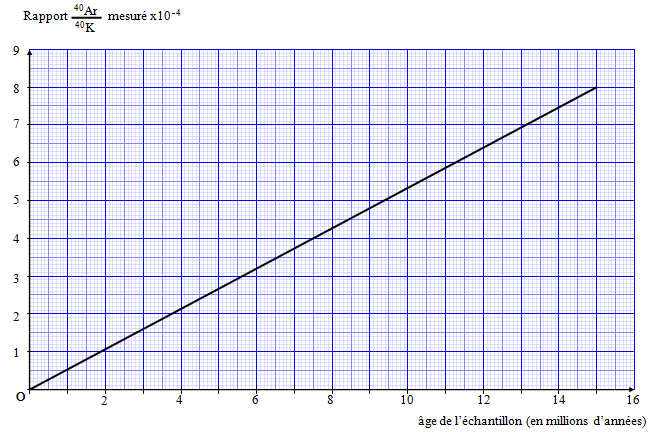 Rapport ⁴⁰Ar/⁴⁰K mesuré x10⁻⁴
9
8
7
6
5
4
3
2
1
O
2 4 6 8 10 12 14 16
âge de l'échantillon (en millions d'années)